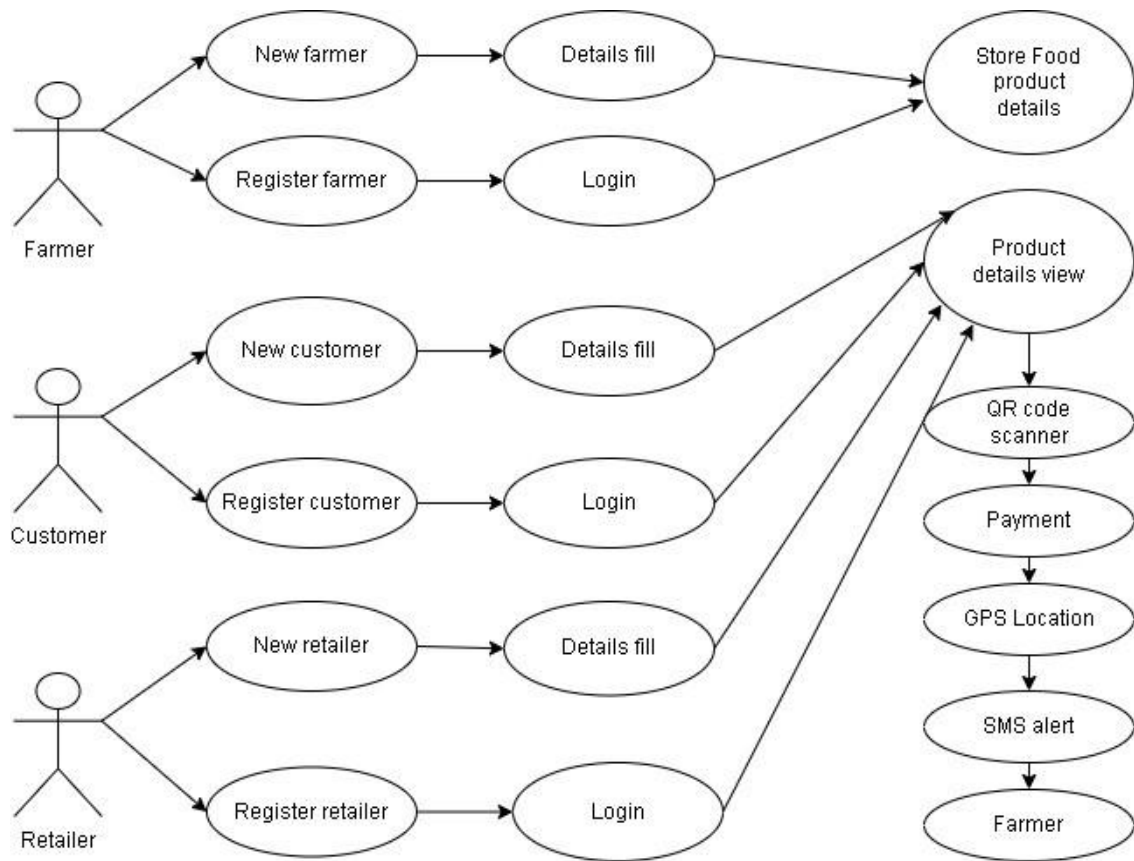 New farmer
Details fill
Store Food
product
details
Register farmer
Login
Farmer
Product
details view
New customer
Details fill
QR code
scanner
Register customer
Login
Customer
Payment
GPS Location
New retailer
Details fill
SMS alert
Register retailer
Login
Farmer
Retailer